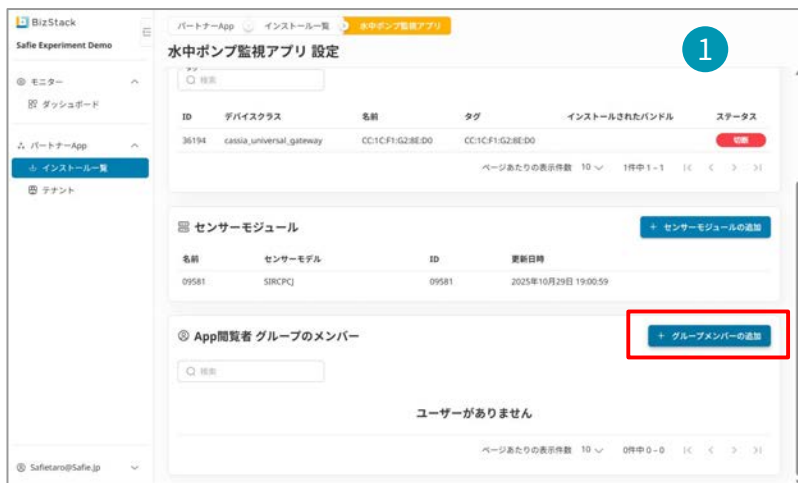 BizStack
Safie Experiment Demo
モニター
ダッシュボード
パートナーApp
インストール一覧
テナント
Safietaro@Safie.jp
パートナーApp インストール一覧 水中ポンプ監視アプリ
水中ポンプ監視アプリ 設定
1
検索
ID デバイスクラス 名前 タグ インストールされたバンドル ステータス
36194 cassia_universal_gateway CC:1C:F1:G2:8E:D0 CC:1C:F1:G2:8E:D0 切断
ページあたりの表示件数 10 1件中 1 - 1
センサーモジュール + センサーモジュールの追加
名前 センサーモデル ID 更新日時
09581 SIRCPCJ 09581 2025年10月29日 19:00:59
App閲覧者 グループのメンバー + グループメンバーの追加
検索
ユーザーがありません
ページあたりの表示件数 10 0件中 0 - 0